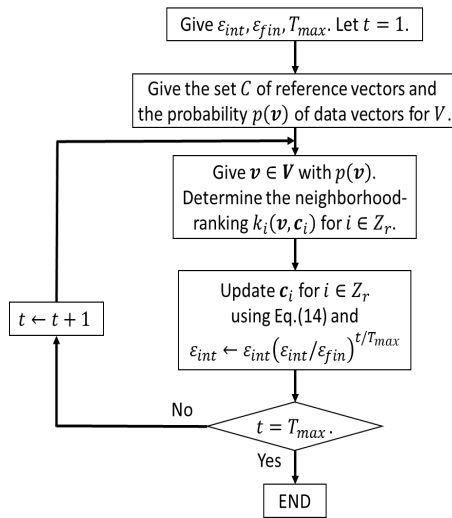 Give ε_int, ε_fin, T_max. Let t = 1.
Give the set C of reference vectors and
the probability p(v) of data vectors for V.
Give v ∈ V with p(v).
Determine the neighborhood-
ranking k_i(v, c_i) for i ∈ Z_r.
Update c_i for i ∈ Z_r
using Eq.(14) and
ε_int ← ε_int(ε_int/ε_fin)^{t/T_max}
t ← t + 1
No
t = T_max.
Yes
END